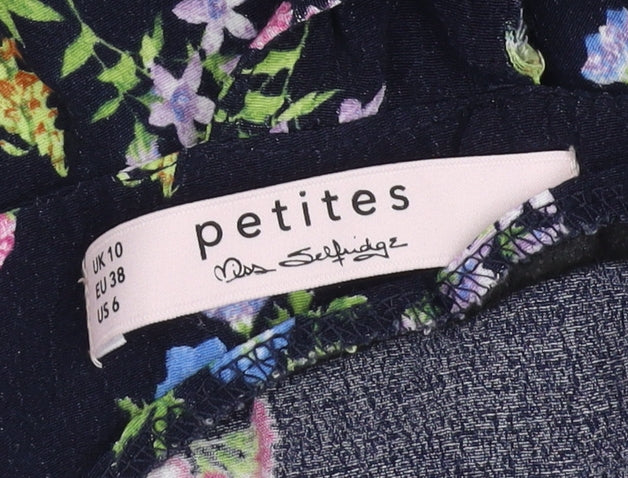 petites
Miss Selfridge
UK 10
EU 38
US 6